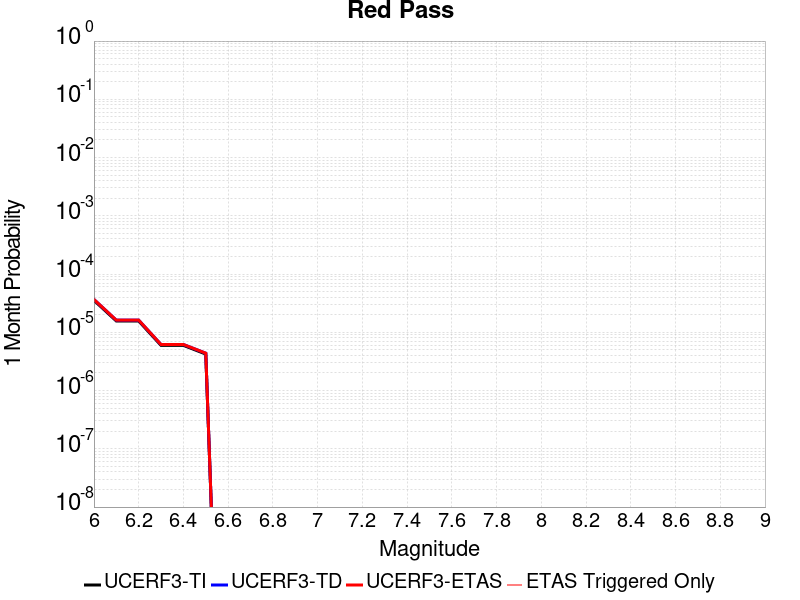 Red Pass
10^0
10^-1
10^-2
10^-3
10^-4
10^-5
10^-6
10^-7
10^-8
1 Month Probability
6 6.2 6.4 6.6 6.8 7 7.2 7.4 7.6 7.8 8 8.2 8.4 8.6 8.8 9
Magnitude
UCERF3-TI UCERF3-TD UCERF3-ETAS ETAS Triggered Only